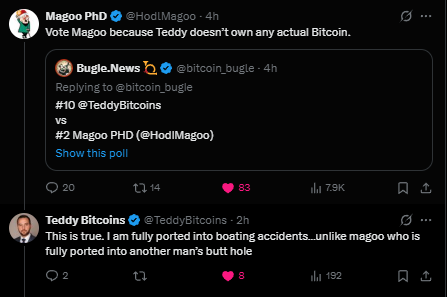 Magoo PhD @HodlMagoo · 4h
Vote Magoo because Teddy doesn't own any actual Bitcoin.
Bugle.News @bitcoin_bugle · 4h
Replying to @bitcoin_bugle
#10 @TeddyBitcoins
vs
#2 Magoo PHD (@HodlMagoo)
Show this poll
20 14 83 7.9K
Teddy Bitcoins @TeddyBitcoins · 2h
This is true. I am fully ported into boating accidents...unlike magoo who is
fully ported into another man's butt hole
2 8 192